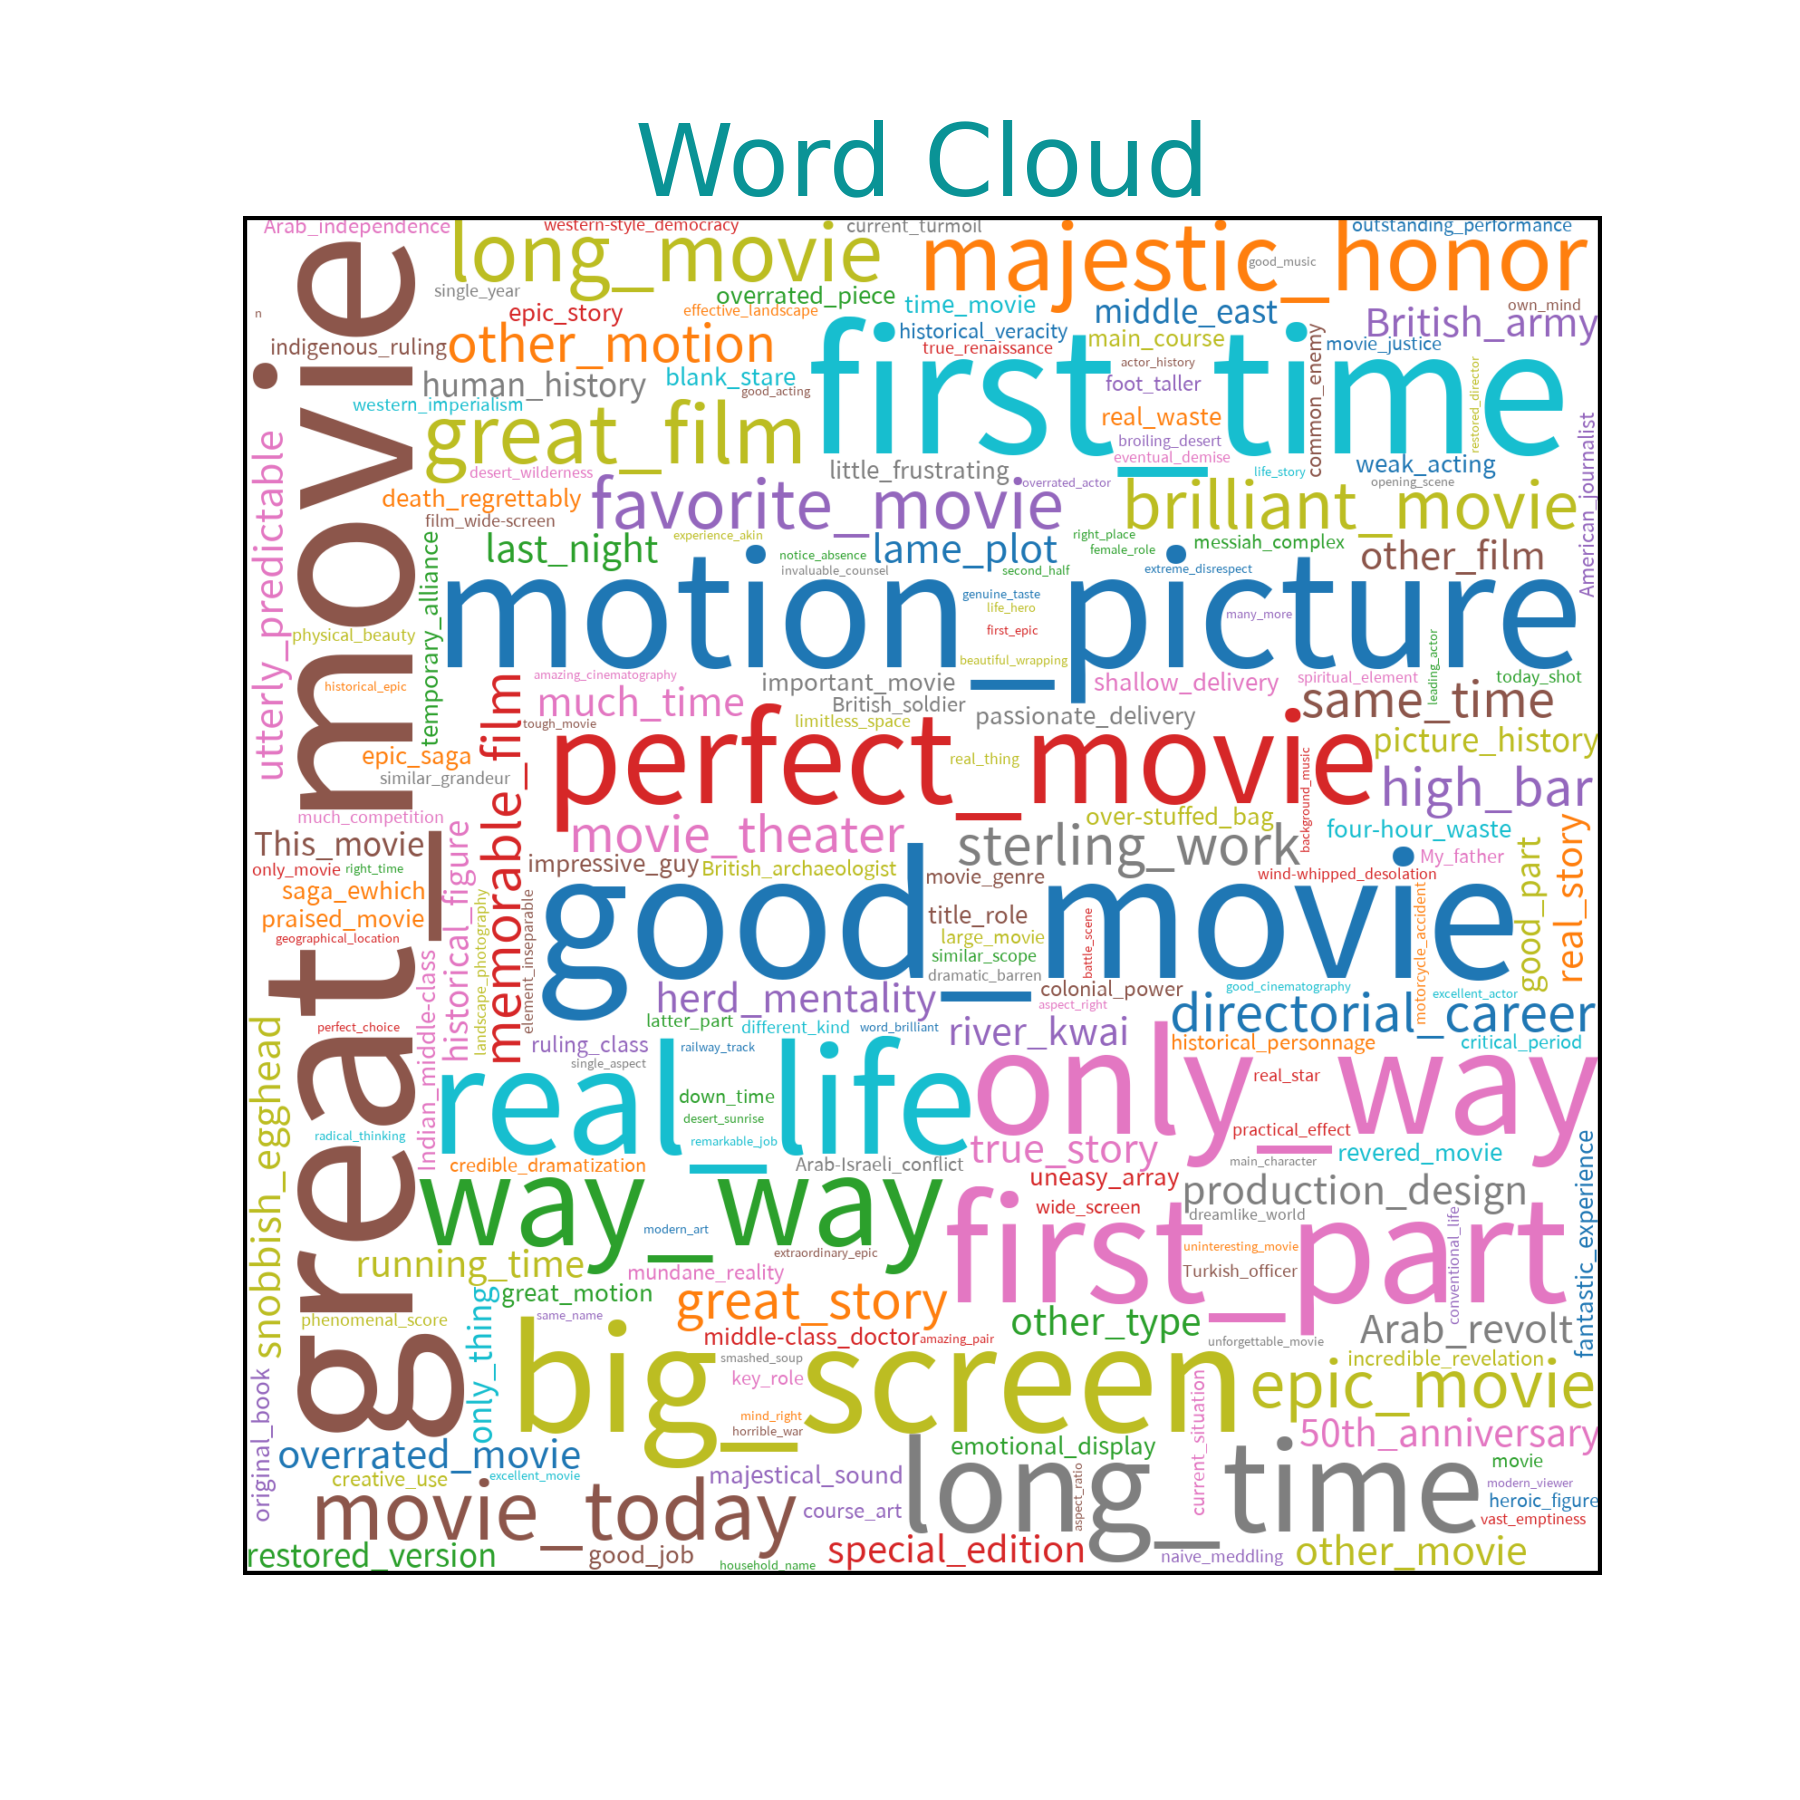 Word Cloud
Arab_independence
western-style_democracy
current_turmoil
outstanding_performance
long_movie
majestic_honor
good_music
single_year
overrated_piece
time_movie
middle_east
own_mind
n
epic_story
effective_landscape
British_army
indigenous_ruling
other_motion
historical_veracity
main_course
movie_justice
true_renaissance
first_time
actor_history
common_enemy
restored_director
human_history
blank_stare
good_acting
foot_taller
western_imperialism
great_film
real_waste
American_journalist
broiling_desert
eventual_demise
desert_wilderness
little_frustrating
life_story
weak_acting
utterly_predictable
great_movie
death_regrettably
favorite_movie
overrated_actor
opening_scene
brilliant_movie
film_wide-screen
experience_akin
right_place
temporary_alliance
last_night
notice_absence
lame_plot
female_role
messiah_complex
other_film
invaluable_counsel
second_half
extreme_disrespect
motion_picture
genuine_taste
life_hero
many_more
first_epic
physical_beauty
leading_actor
beautiful_wrapping
historical_epic
amazing_cinematography
important_movie
shallow_delivery
spiritual_element
today_shot
memorable_film
much_time
British_soldier
same_time
tough_movie
limitless_space
passionate_delivery
epic_saga
perfect_movie
real_thing
background_music
picture_history
similar_grandeur
high_bar
much_competition
historical_figure
movie_theater
over-stuffed_bag
four-hour_waste
real_story
This_movie
sterling_work
good_part
My_father
only_movie
right_time
impressive_guy
British_archaeologist
movie_genre
wind-whipped_desolation
saga_ewhich
landscape_photography
element_inseparable
good_movie
motorcycle_accident
praised_movie
title_role
battle_scene
geographical_location
large_movie
similar_scope
Indian_middle-class
dramatic_barren
herd_mentality
colonial_power
good_cinematography
excellent_actor
aspect_right
snobbish_egghead
perfect_choice
latter_part
different_kind
word_brilliant
river_kwai
directorial_career
ruling_class
railway_track
historical_personnage
critical_period
single_aspect
real_life
only_way
real_star
down_time
desert_sunrise
radical_thinking
remarkable_job
practical_effect
fantastic_experience
credible_dramatization
Arab-Israeli_conflict
true_story
main_character
revered_movie
way_way
uneasy_array
production_design
wide_screen
dreamlike_world
conventional_life
modern_art
first_part
running_time
extraordinary_epic
uninteresting_movie
mundane_reality
Turkish_officer
only_thing
great_motion
great_story
phenomenal_score
same_name
other_type
Arab_revolt
middle-class_doctor
amazing_pair
unforgettable_movie
original_book
big_screen
smashed_soup
incredible_revelation
key_role
current_situation
epic_movie
mind_right
horrible_war
50th_anniversary
overrated_movie
emotional_display
long_time
movie
creative_use
excellent_movie
majestical_sound
aspect_ratio
modern_viewer
movie_today
course_art
heroic_figure
vast_emptiness
restored_version
good_job
household_name
special_edition
naive_meddling
other_movie